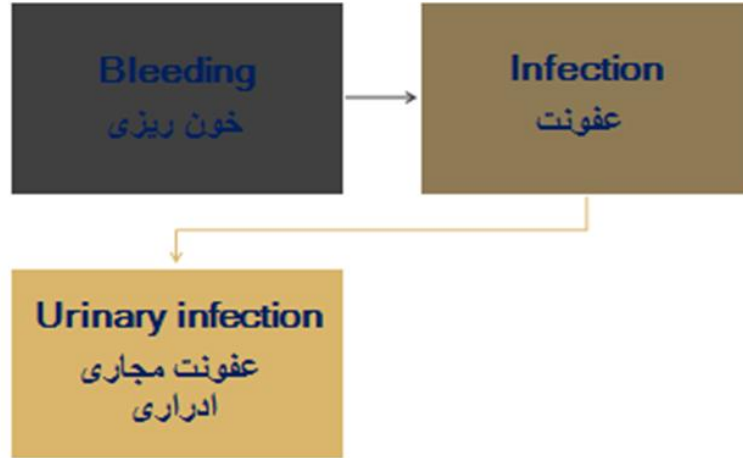 Bleeding
خون ریزی
Infection
عفونت
Urinary infection
عفونت مجاری
ادراری